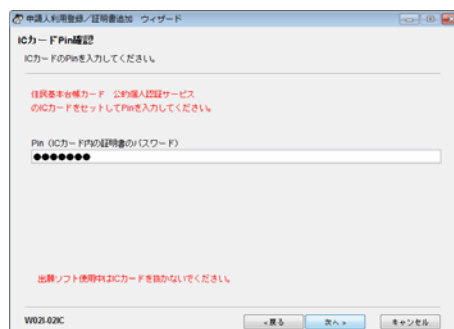 申請人利用登録／証明書追加 ウィザード
ICカードPin確認
ICカードのPinを入力してください。
住民基本台帳カード 公的個人認証サービス
のICカードをセットしてPinを入力してください。
Pin（ICカード内の証明書のパスワード）
●●●●●●●
出願ソフト使用中はICカードを抜かないでください。
W02I-02IC
<戻る
次へ>
キャンセル